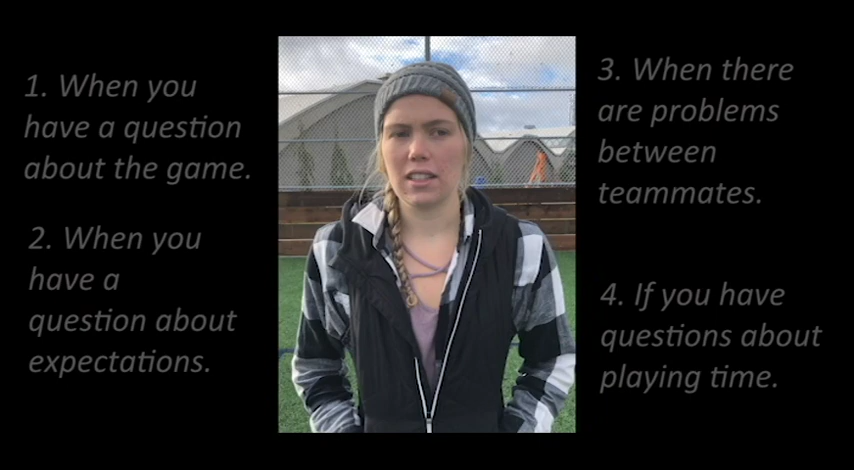 1. When you
have a question
about the game.
2. When you
have a
question about
expectations.
3. When there
are problems
between
teammates.
4. If you have
questions about
playing time.